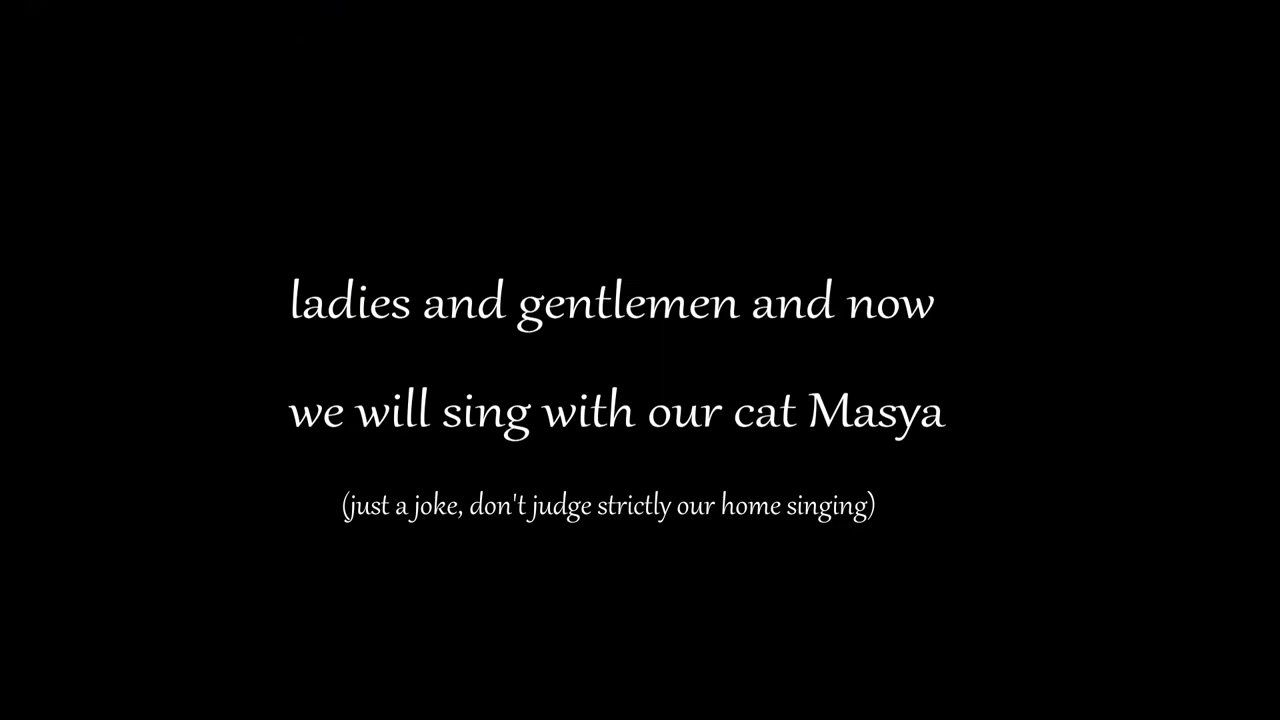 ladies and gentlemen and now
we will sing with our cat Masya
(just a joke, don't judge strictly our home singing)